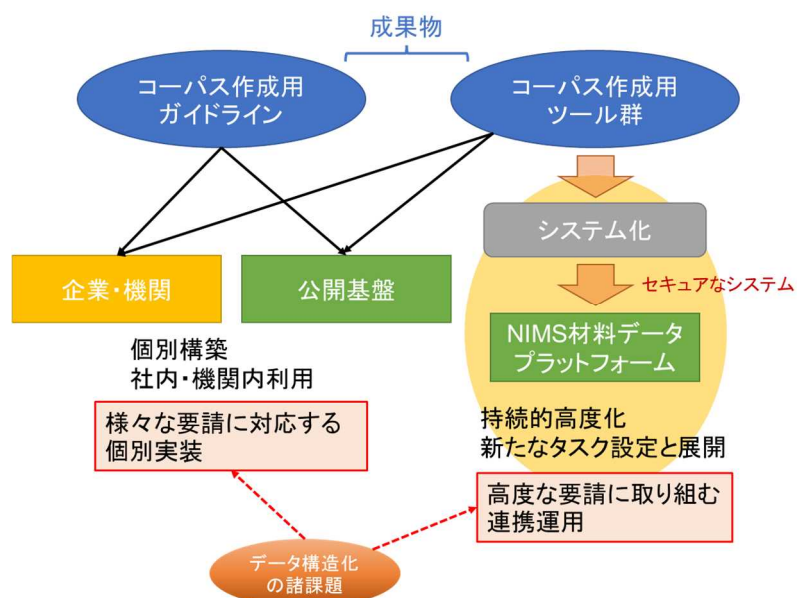 成果物
コーパス作成用
ガイドライン
コーパス作成用
ツール群
システム化
セキュアなシステム
企業・機関
公開基盤
NIMS材料データ
プラットフォーム
個別構築
社内・機関内利用
様々な要請に対応する
個別実装
持続的高度化
新たなタスク設定と展開
高度な要請に取り組む
連携運用
データ構造化
の諸課題